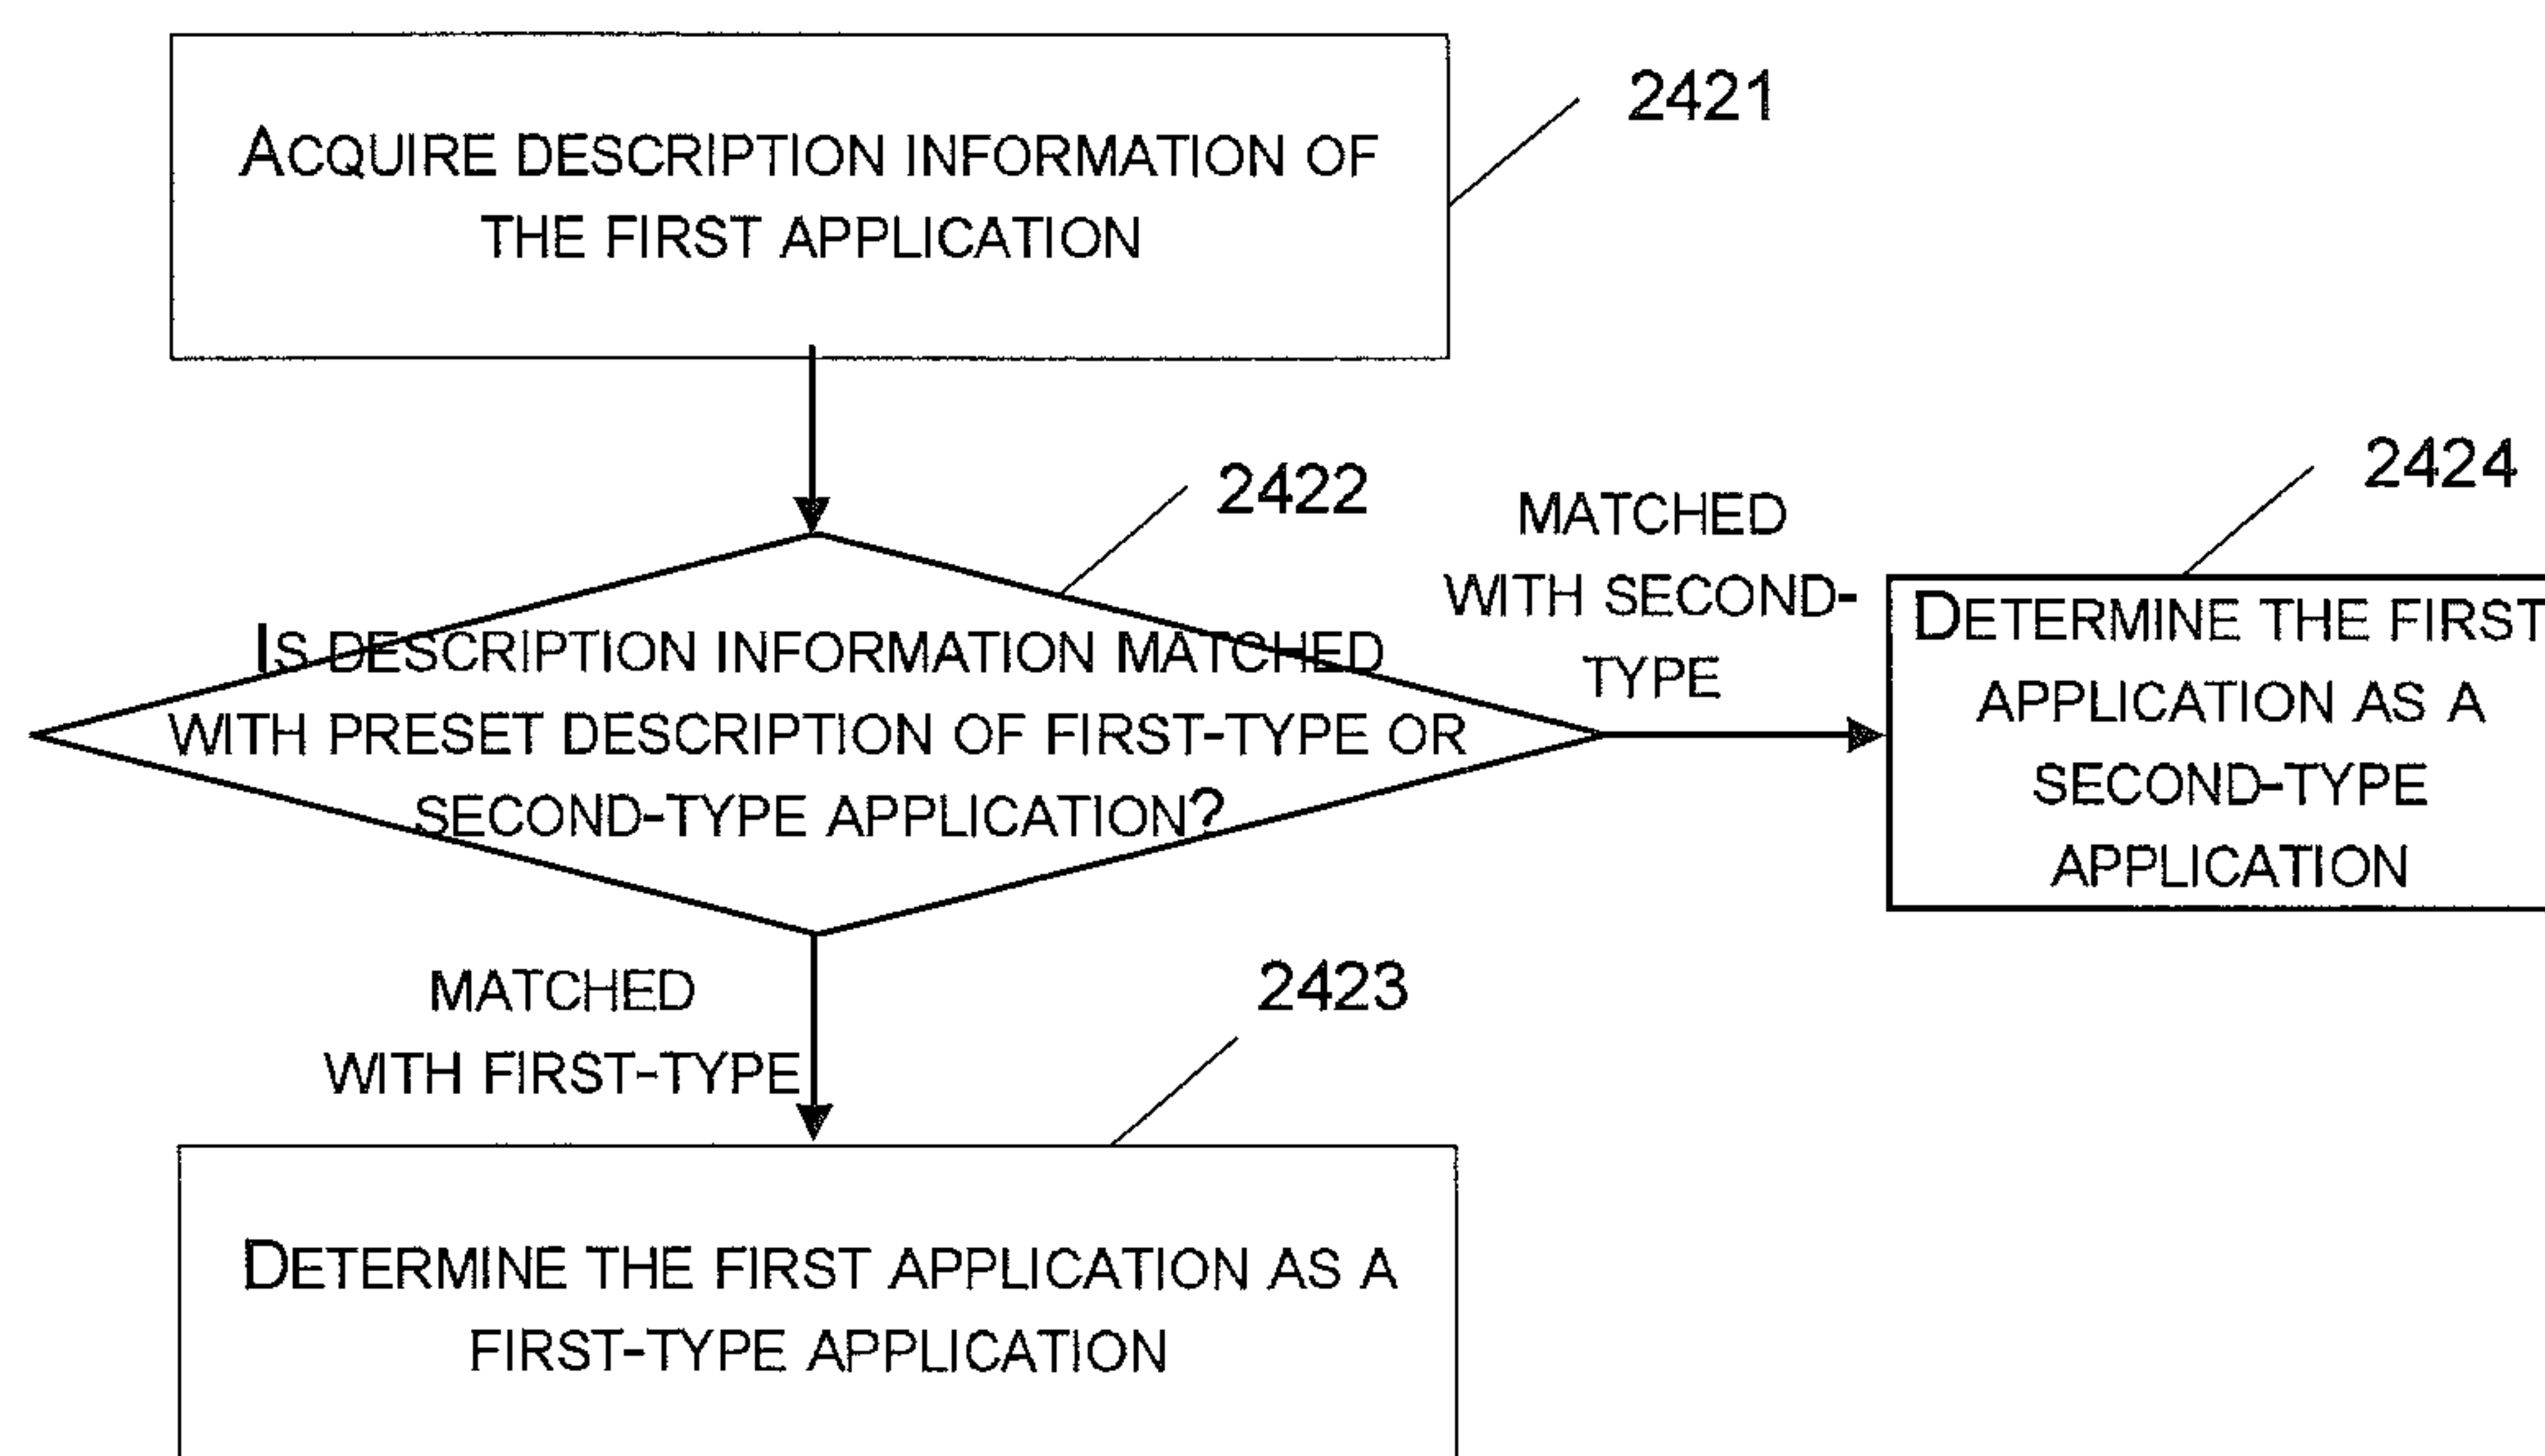 ACQUIRE DESCRIPTION INFORMATION OF
THE FIRST APPLICATION
2421
2422
IS DESCRIPTION INFORMATION MATCHED
WITH PRESET DESCRIPTION OF FIRST-TYPE OR
SECOND-TYPE APPLICATION?
MATCHED
WITH SECOND-
TYPE
2424
DETERMINE THE FIRST
APPLICATION AS A
SECOND-TYPE
APPLICATION
MATCHED
WITH FIRST-TYPE
2423
DETERMINE THE FIRST APPLICATION AS A
FIRST-TYPE APPLICATION